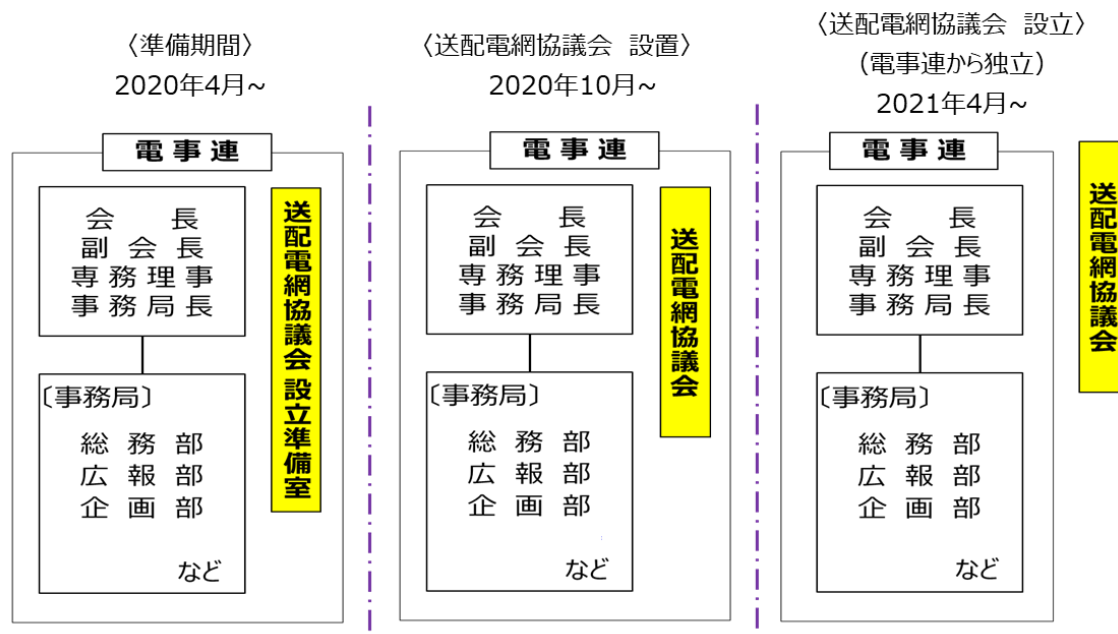 〈準備期間〉
2020年4月~
電事連
会長
副会長
専務理事
事務局長
〔事務局〕
総務部
広報部
企画部
など
送配電網協議会 設立準備室
〈送配電網協議会 設置〉
2020年10月~
電事連
会長
副会長
専務理事
事務局長
〔事務局〕
総務部
広報部
企画部
など
送配電網協議会
〈送配電網協議会 設立〉
(電事連から独立)
2021年4月~
電事連
会長
副会長
専務理事
事務局長
〔事務局〕
総務部
広報部
企画部
など
送配電網協議会